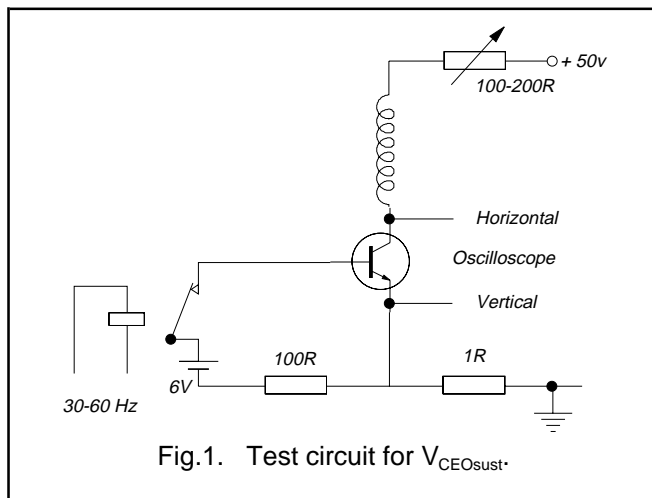 + 50v
100-200R
Horizontal
Oscilloscope
Vertical
100R
1R
6V
30-60 Hz
Fig.1. Test circuit for VCEOsust.